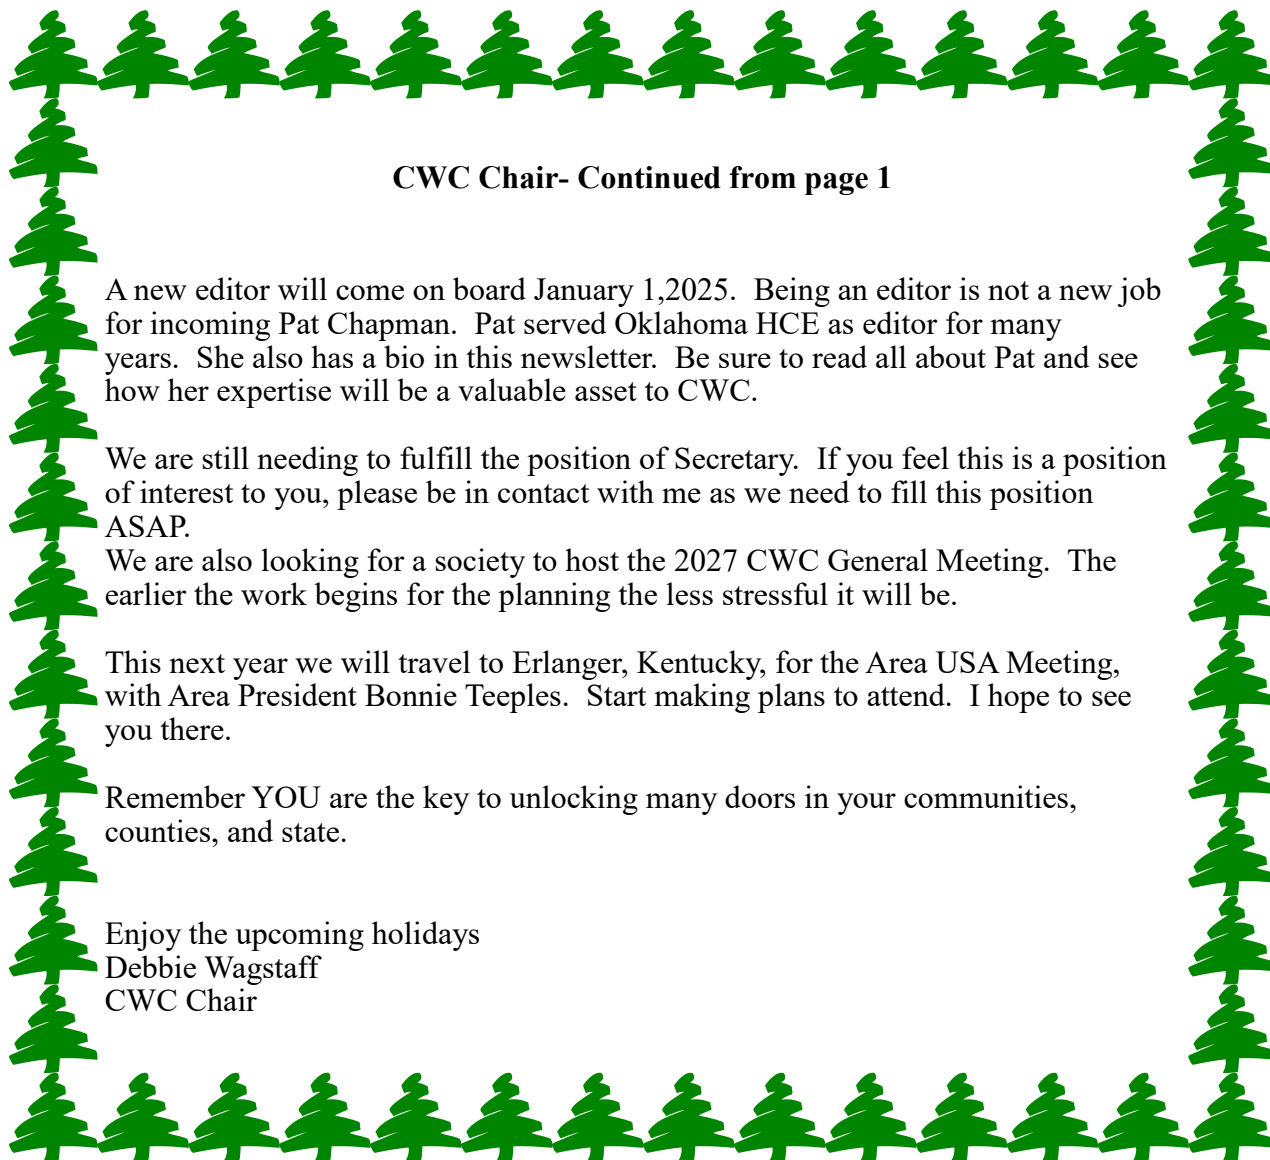 CWC Chair- Continued from page 1
A new editor will come on board January 1,2025.  Being an editor is not a new job
for incoming Pat Chapman.  Pat served Oklahoma HCE as editor for many
years.  She also has a bio in this newsletter.  Be sure to read all about Pat and see
how her expertise will be a valuable asset to CWC.
We are still needing to fulfill the position of Secretary.  If you feel this is a position
of interest to you, please be in contact with me as we need to fill this position
ASAP.
We are also looking for a society to host the 2027 CWC General Meeting.  The
earlier the work begins for the planning the less stressful it will be.
This next year we will travel to Erlanger, Kentucky, for the Area USA Meeting,
with Area President Bonnie Teeples.  Start making plans to attend.  I hope to see
you there.
Remember YOU are the key to unlocking many doors in your communities,
counties, and state.
Enjoy the upcoming holidays
Debbie Wagstaff
CWC Chair